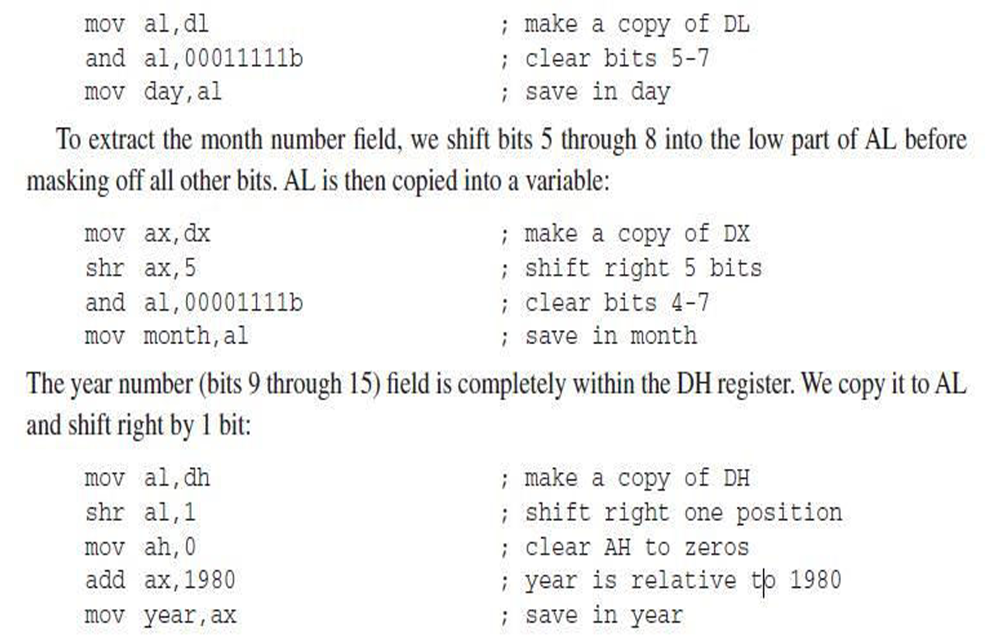 mov al,dl ; make a copy of DL
and al,00011111b ; clear bits 5-7
mov day,al ; save in day
To extract the month number field, we shift bits 5 through 8 into the low part of AL before
masking off all other bits. AL is then copied into a variable:
mov ax,dx ; make a copy of DX
shr ax,5 ; shift right 5 bits
and al,00001111b ; clear bits 4-7
mov month,al ; save in month
The year number (bits 9 through 15) field is completely within the DH register. We copy it to AL
and shift right by 1 bit:
mov al,dh ; make a copy of DH
shr al,1 ; shift right one position
mov ah,0 ; clear AH to zeros
add ax,1980 ; year is relative to 1980
mov year,ax ; save in year